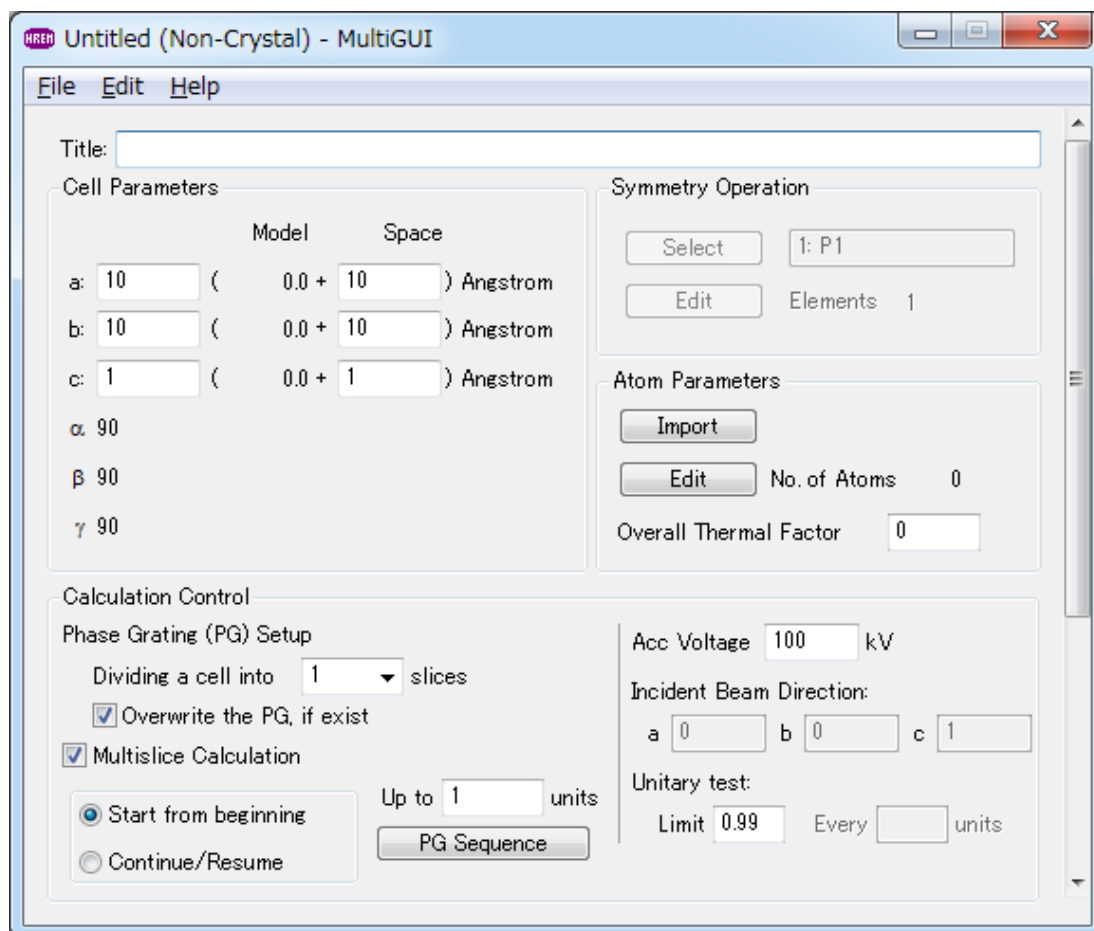 HREM Untitled (Non-Crystal) - MultiGUI
File Edit Help
Title:
Cell Parameters
Model Space
a: 10 ( 0.0 + 10 ) Angstrom
b: 10 ( 0.0 + 10 ) Angstrom
c: 1 ( 0.0 + 1 ) Angstrom
α 90
β 90
γ 90
Symmetry Operation
Select 1: P1
Edit Elements 1
Atom Parameters
Import
Edit No. of Atoms 0
Overall Thermal Factor 0
Calculation Control
Phase Grating (PG) Setup
Dividing a cell into 1 slices
Overwrite the PG, if exist
Multislice Calculation
Start from beginning
Continue/Resume
Up to 1 units
PG Sequence
Acc Voltage 100 kV
Incident Beam Direction:
a 0 b 0 c 1
Unitary test:
Limit 0.99 Every units